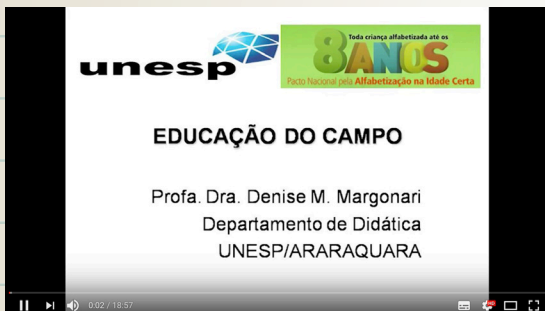 unesp
Toda criança alfabetizada até os
8 ANOS
Pacto Nacional pela Alfabetização na Idade Certa
EDUCAÇÃO DO CAMPO
Profa. Dra. Denise M. Margonari
Departamento de Didática
UNESP/ARARAQUARA
0:02 / 18:57